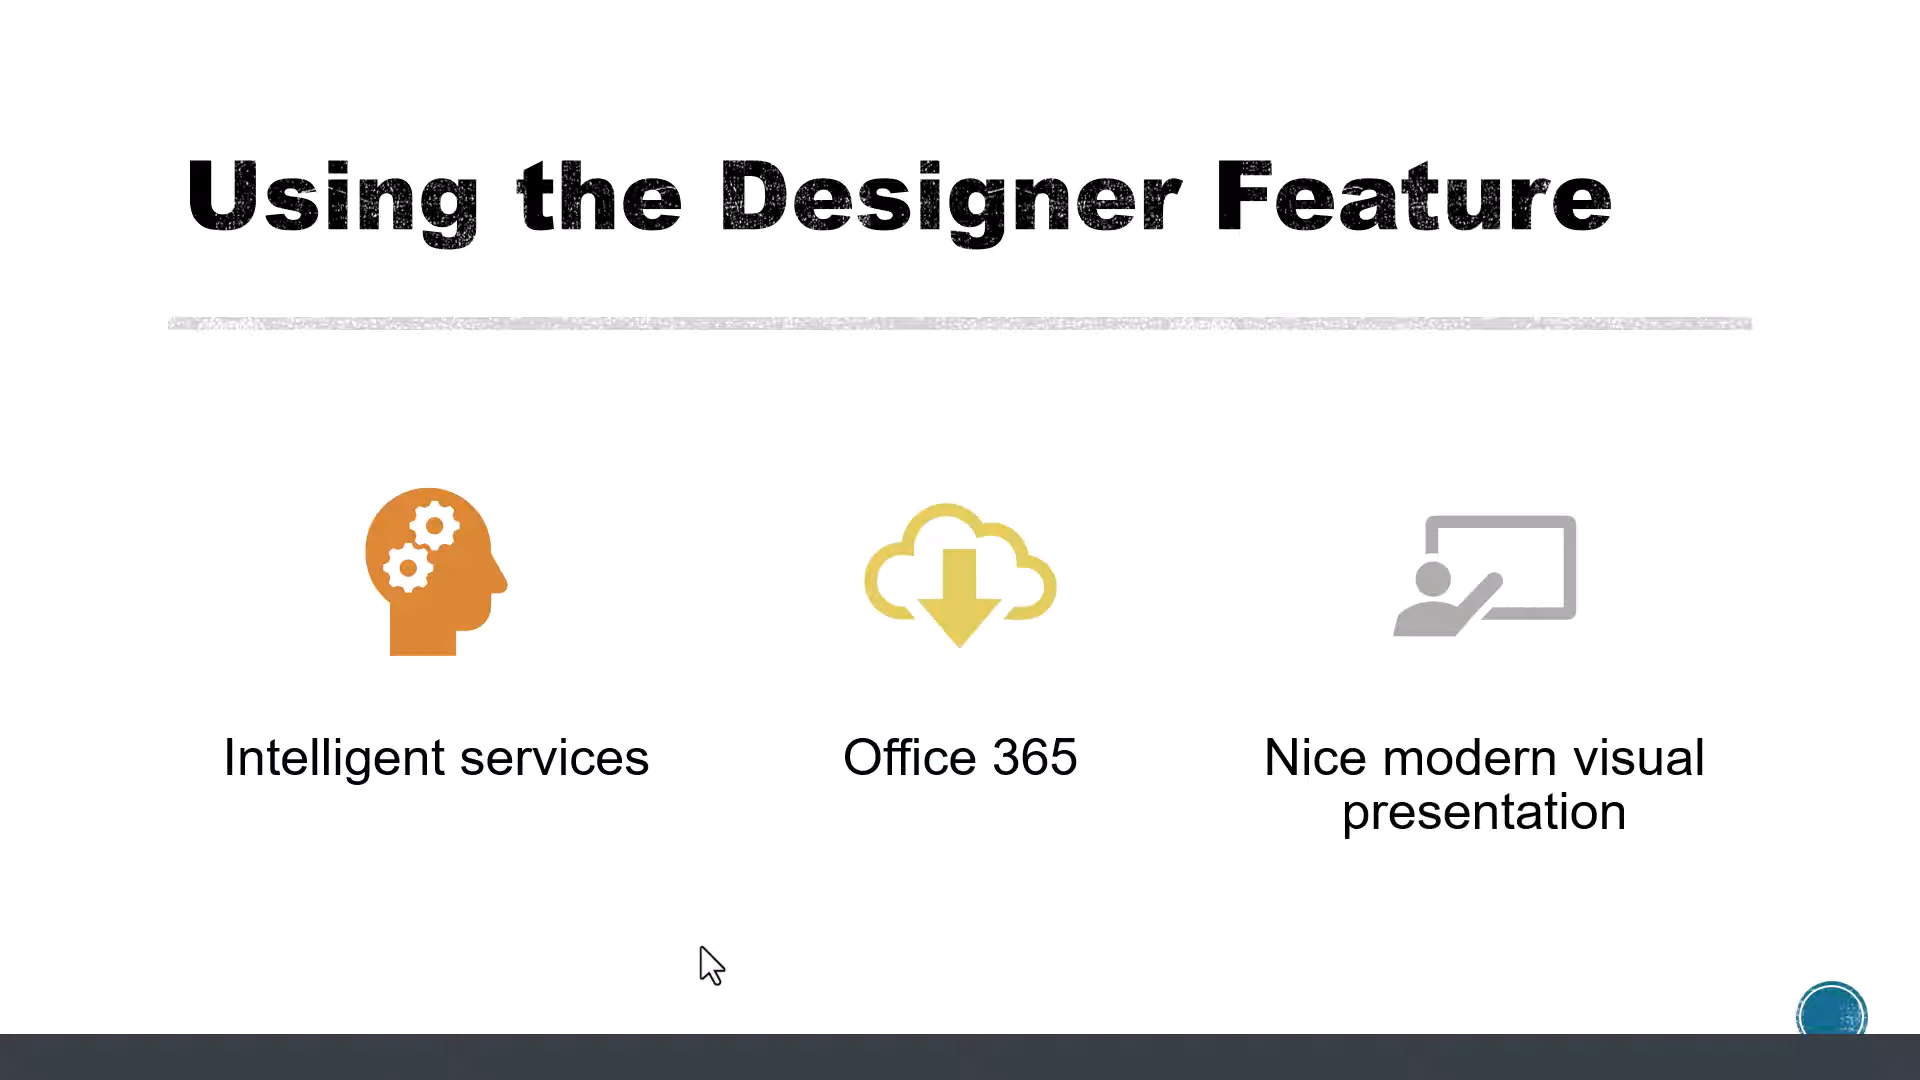 Using the Designer Feature
Intelligent services
Office 365
Nice modern visual
presentation